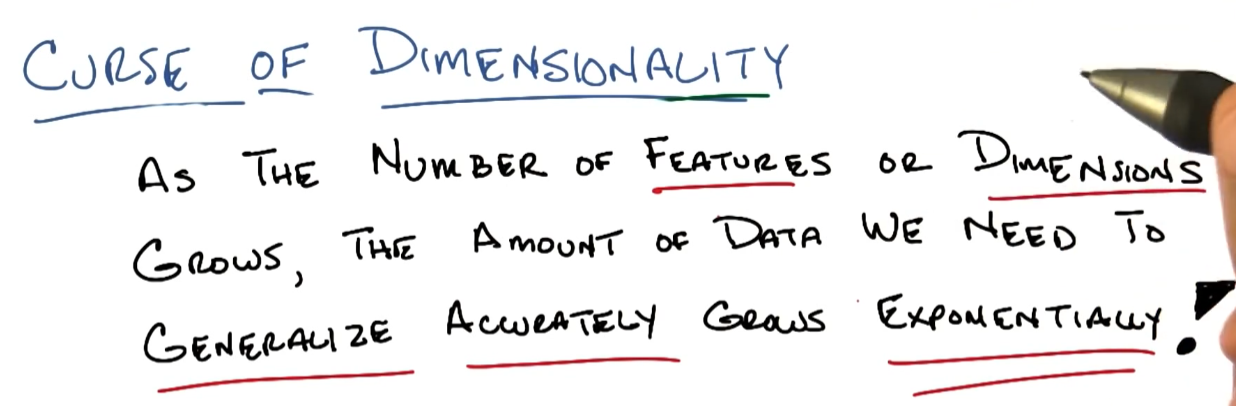 CURSE OF DIMENSIONALITY
AS THE NUMBER OF FEATURES OR DIMENSIONS
GROWS, THE AMOUNT OF DATA WE NEED TO
GENERALIZE ACCURATELY GROWS EXPONENTIALLY!